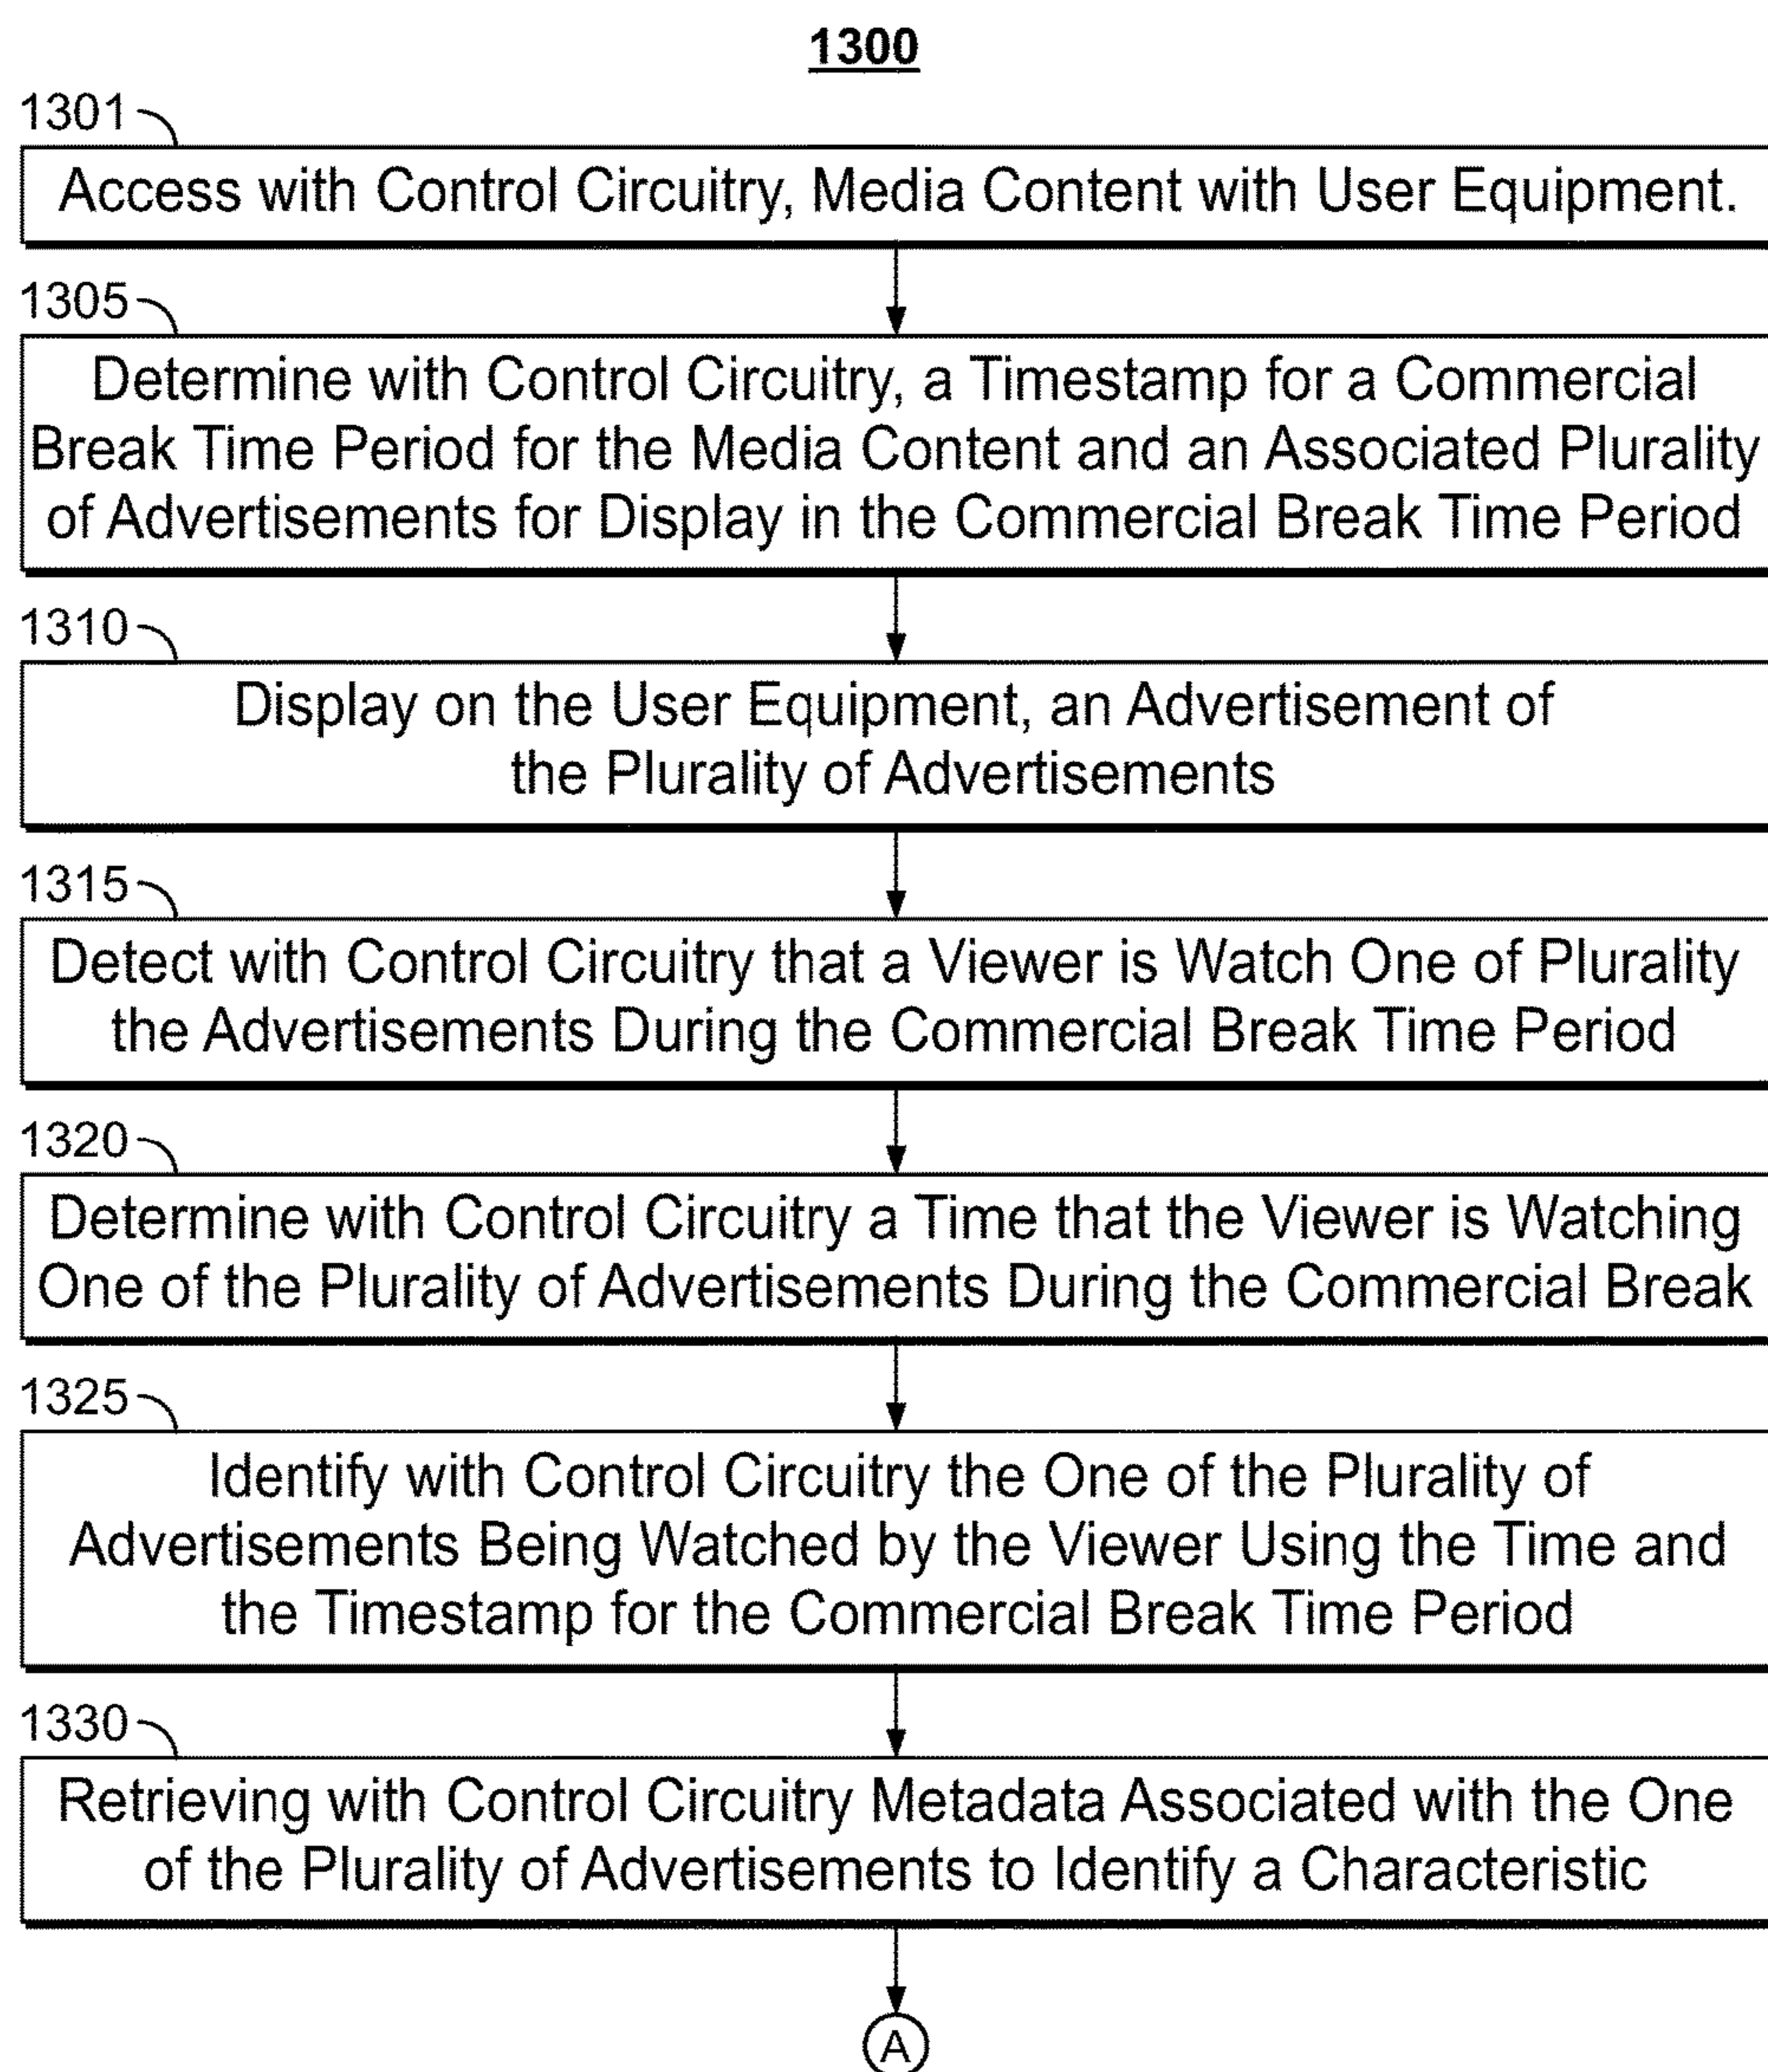 1300
1301
Access with Control Circuitry, Media Content with User Equipment.
1305
Determine with Control Circuitry, a Timestamp for a Commercial
Break Time Period for the Media Content and an Associated Plurality
of Advertisements for Display in the Commercial Break Time Period
1310
Display on the User Equipment, an Advertisement of
the Plurality of Advertisements
1315
Detect with Control Circuitry that a Viewer is Watch One of Plurality
the Advertisements During the Commercial Break Time Period
1320
Determine with Control Circuitry a Time that the Viewer is Watching
One of the Plurality of Advertisements During the Commercial Break
1325
Identify with Control Circuitry the One of the Plurality of
Advertisements Being Watched by the Viewer Using the Time and
the Timestamp for the Commercial Break Time Period
1330
Retrieving with Control Circuitry Metadata Associated with the One
of the Plurality of Advertisements to Identify a Characteristic
A